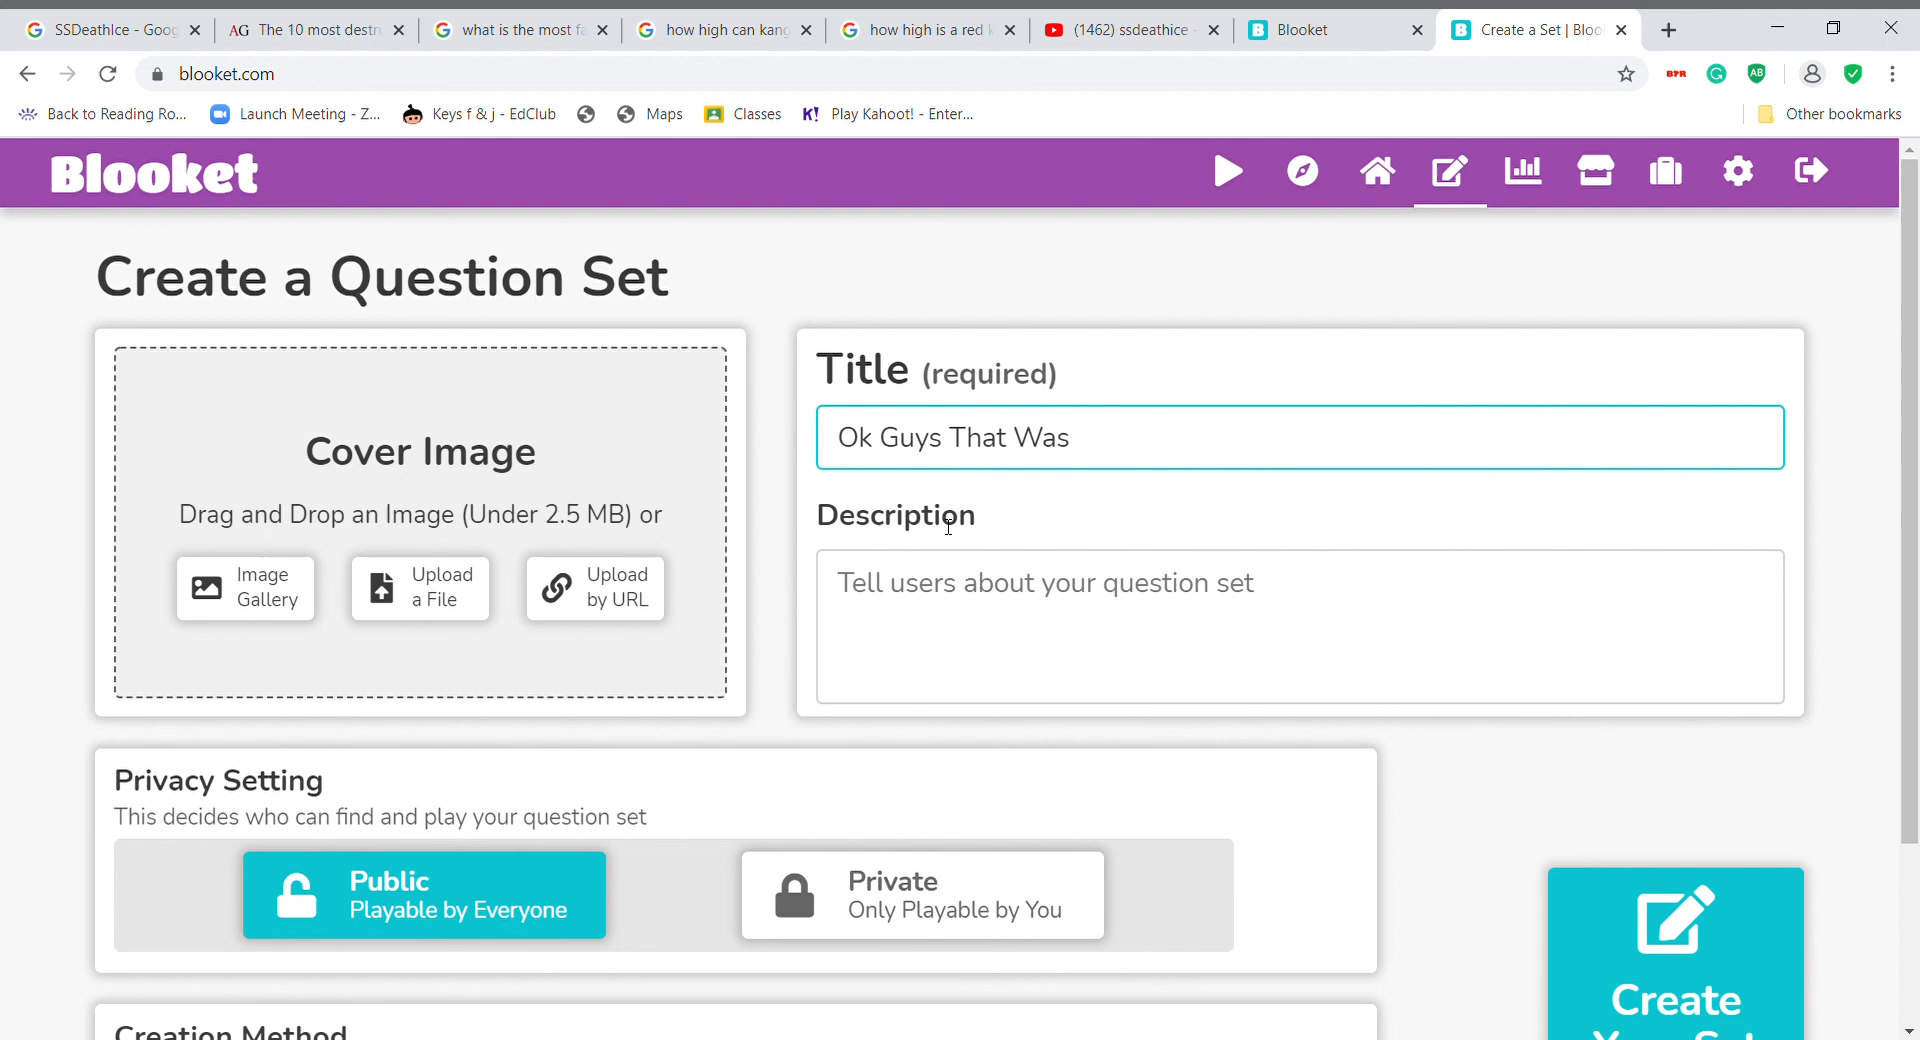 SSDeathIce - Goog
AG The 10 most destr
what is the most fa
how high can kang
how high is a red k
(1462) ssdeathice -
Blooket
Create a Set | Bloo
blooket.com
BTR
AB
Back to Reading Ro...
Launch Meeting - Z...
Keys f & j - EdClub
Maps
Classes
K! Play Kahoot! - Enter...
Other bookmarks
Blooket
Create a Question Set
Cover Image
Drag and Drop an Image (Under 2.5 MB) or
Image
Gallery
Upload
a File
Upload
by URL
Title (required)
Ok Guys That Was
Description
Tell users about your question set
Privacy Setting
This decides who can find and play your question set
Public
Playable by Everyone
Private
Only Playable by You
Creation Method
Create
Your Set